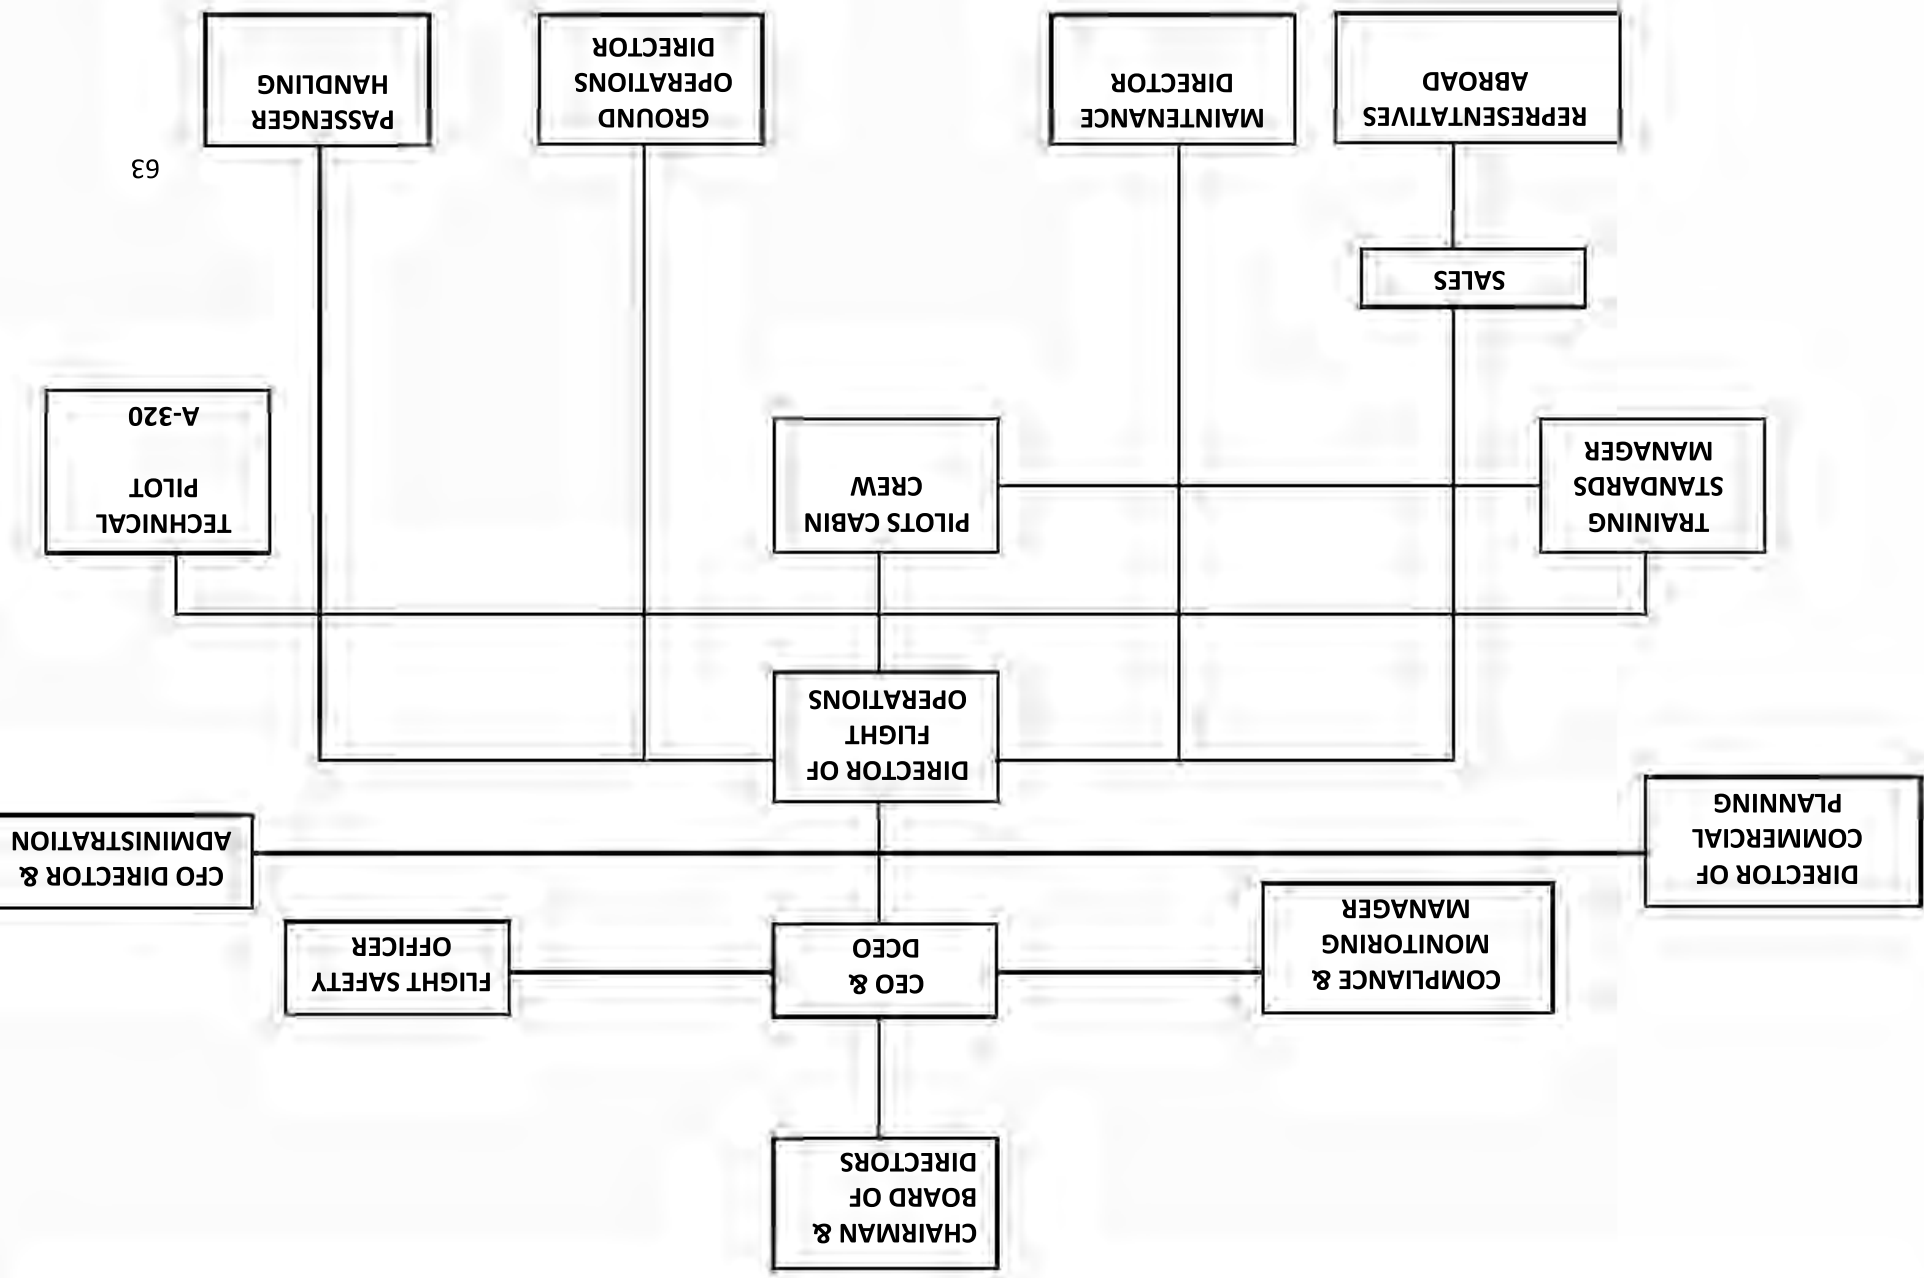 CHAIRMAN &
BOARD OF
DIRECTORS
COMPLIANCE &
MONITORING
MANAGER
CEO &
DCEO
FLIGHT SAFETY
OFFICER
DIRECTOR OF
COMMERCIAL
PLANNING
CFO DIRECTOR &
ADMINISTRATION
DIRECTOR OF
FLIGHT
OPERATIONS
TRAINING
STANDARDS
MANAGER
PILOTS CABIN
CREW
TECHNICAL
PILOT
A-320
SALES
REPRESENTATIVES
ABROAD
MAINTENANCE
DIRECTOR
GROUND
OPERATIONS
DIRECTOR
PASSENGER
HANDLING
63